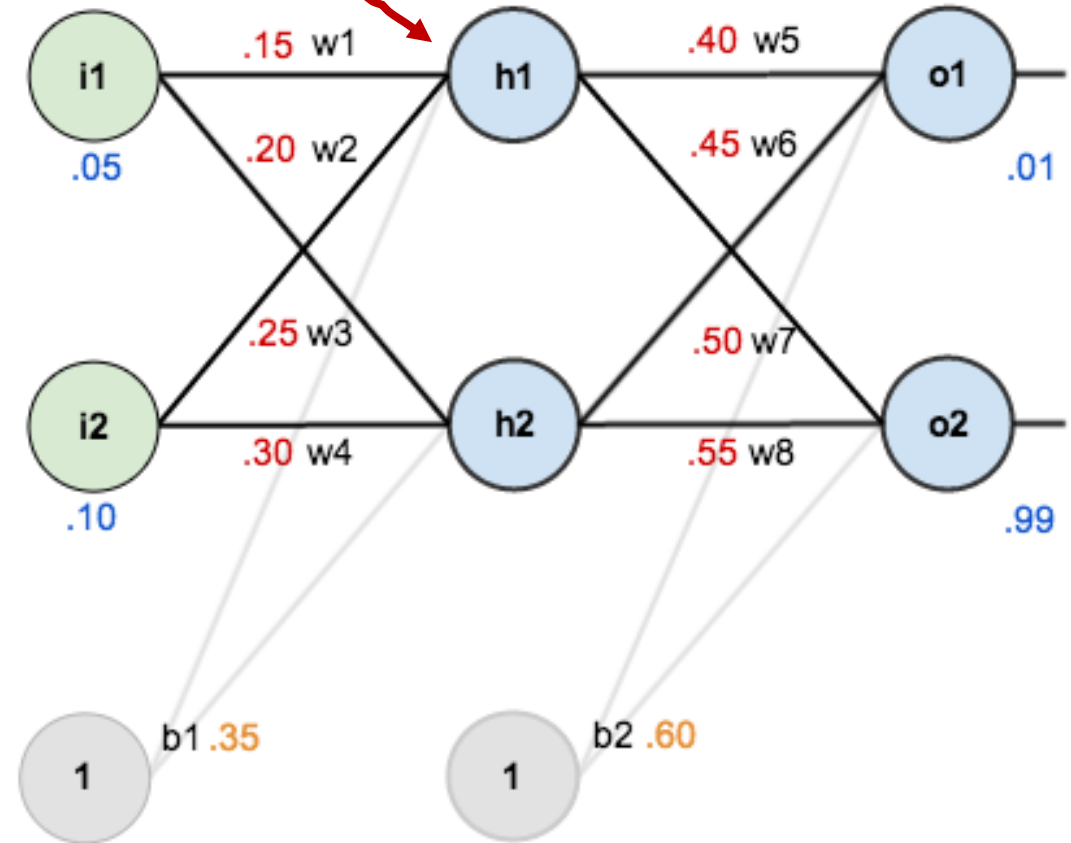 i1
.15 w1
h1
.40 w5
o1
.05
.20 w2
.45 w6
.01
.25 w3
.50 w7
i2
h2
o2
.10
.30 w4
.55 w8
.99
b1 .35
b2 .60
1
1